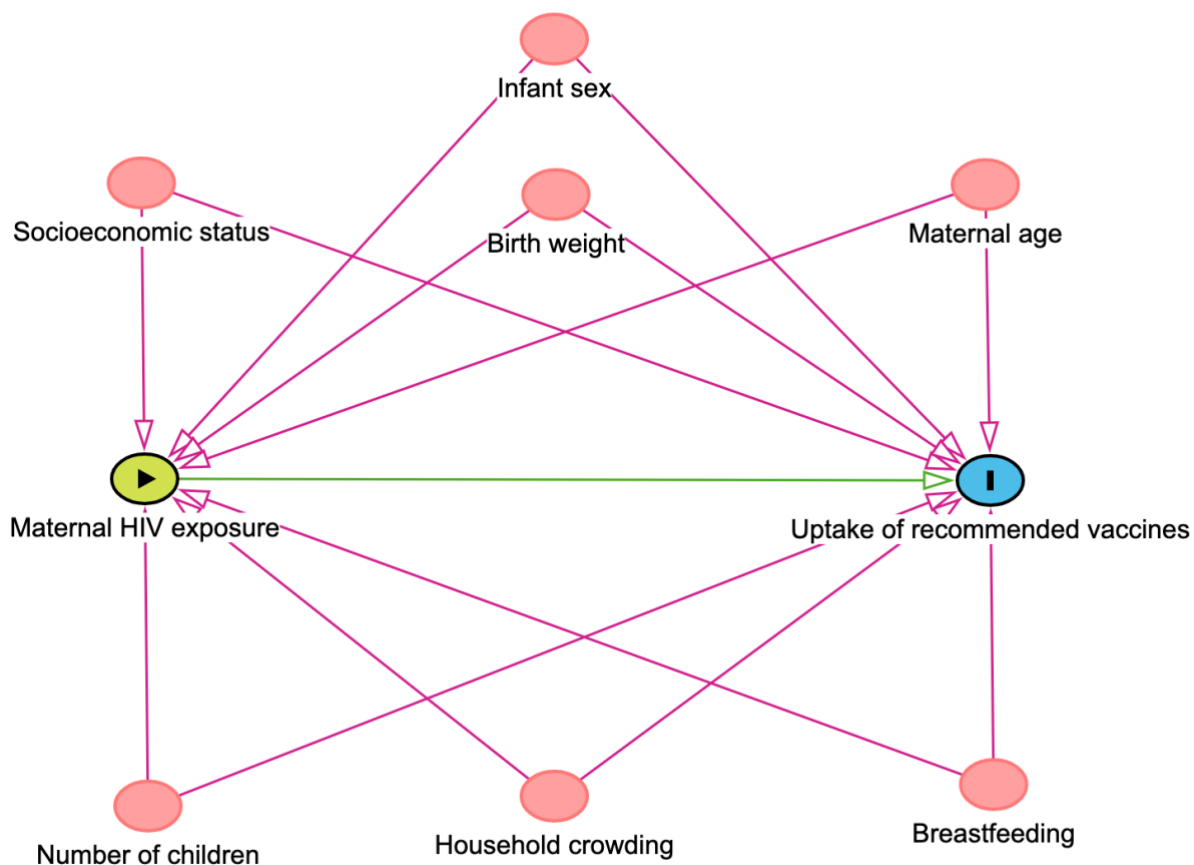 Infant sex
Socioeconomic status
Birth weight
Maternal age
Maternal HIV exposure
Uptake of recommended vaccines
Number of children
Household crowding
Breastfeeding